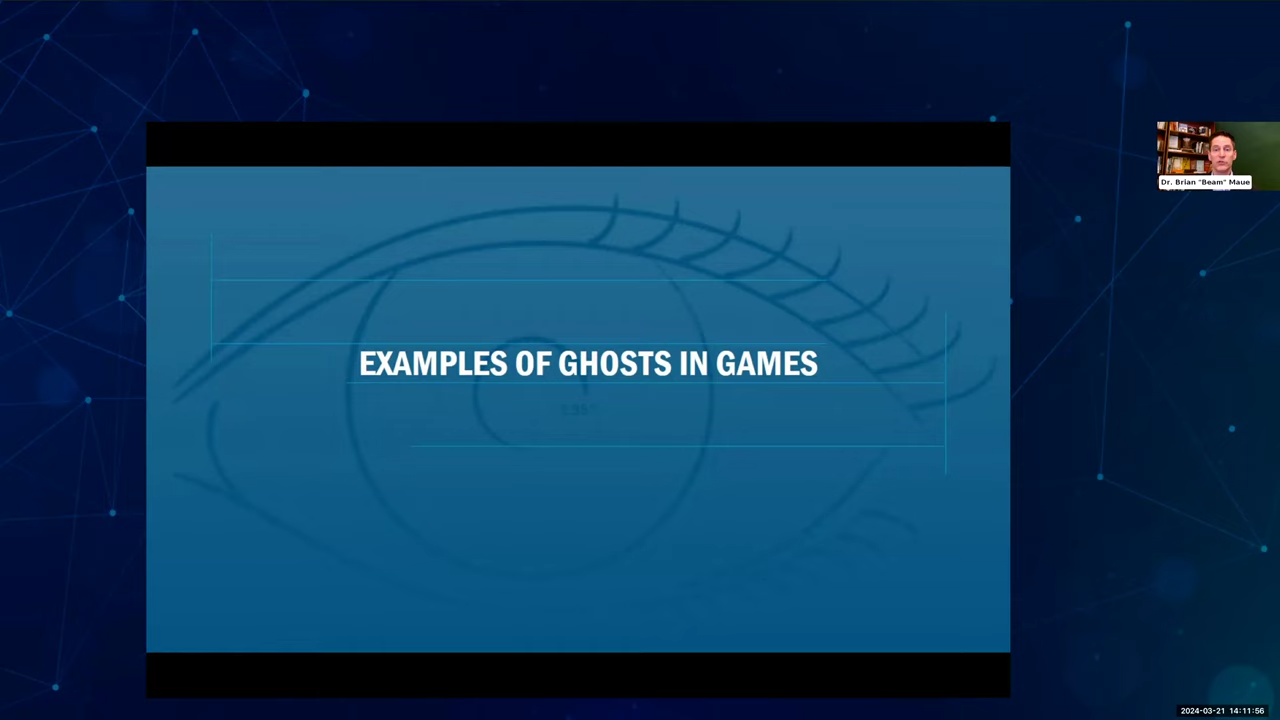 EXAMPLES OF GHOSTS IN GAMES
Dr. Brian "Beam" Maue
2024-03-21 14:11:56